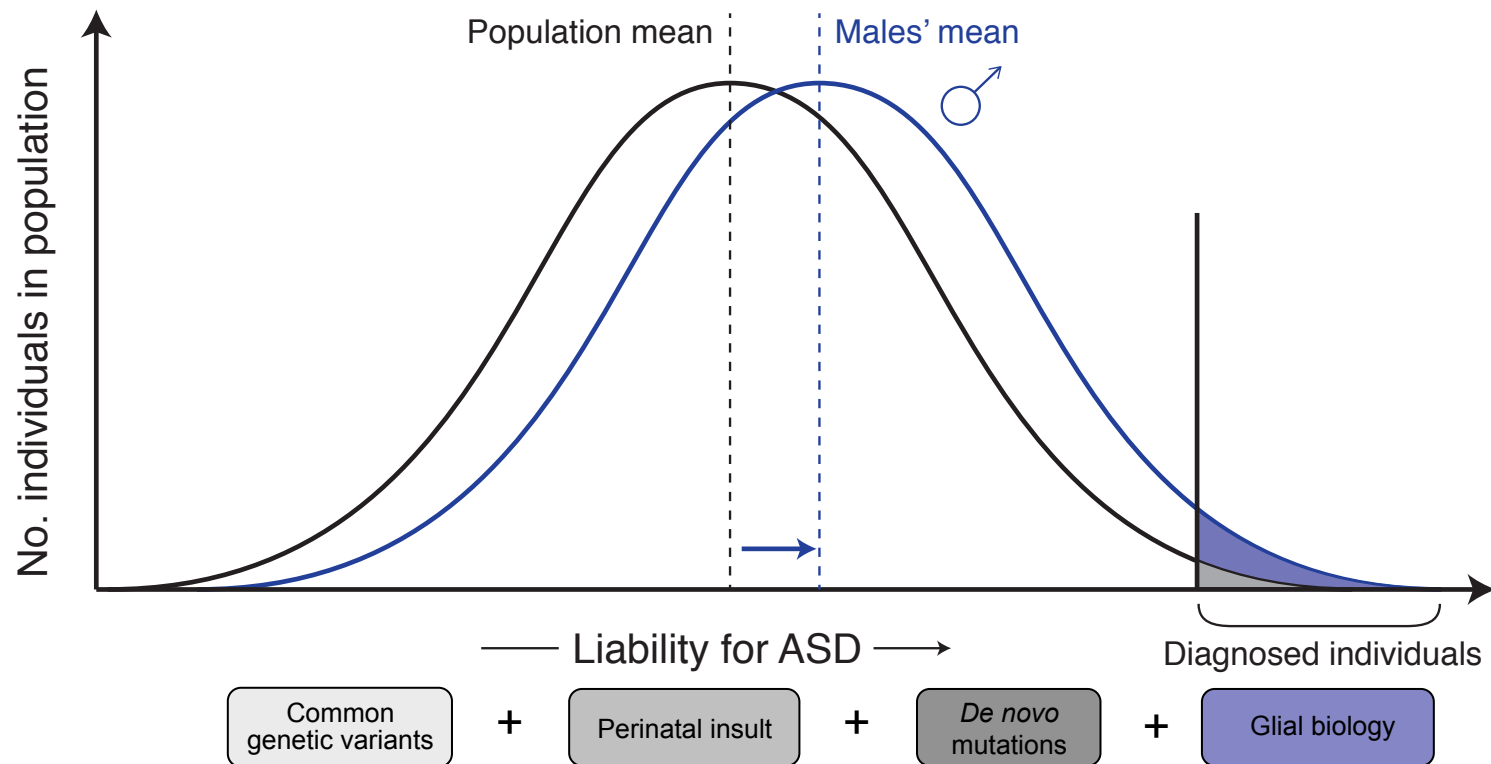 Population mean
Males’ mean
No. individuals in population
Liability for ASD
Diagnosed individuals
Common
genetic variants
+
Perinatal insult
+
De novo
mutations
+
Glial biology